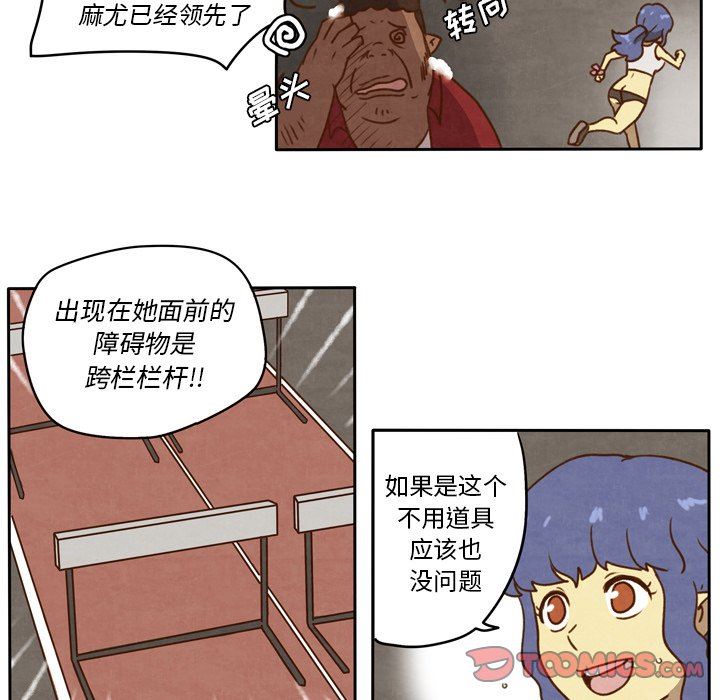 麻尤已经领先了
转向
晕头
出现在她面前的
障碍物是
跨栏栏杆!!
如果是这个
不用道具
应该也
没问题
TOOMICS.COM